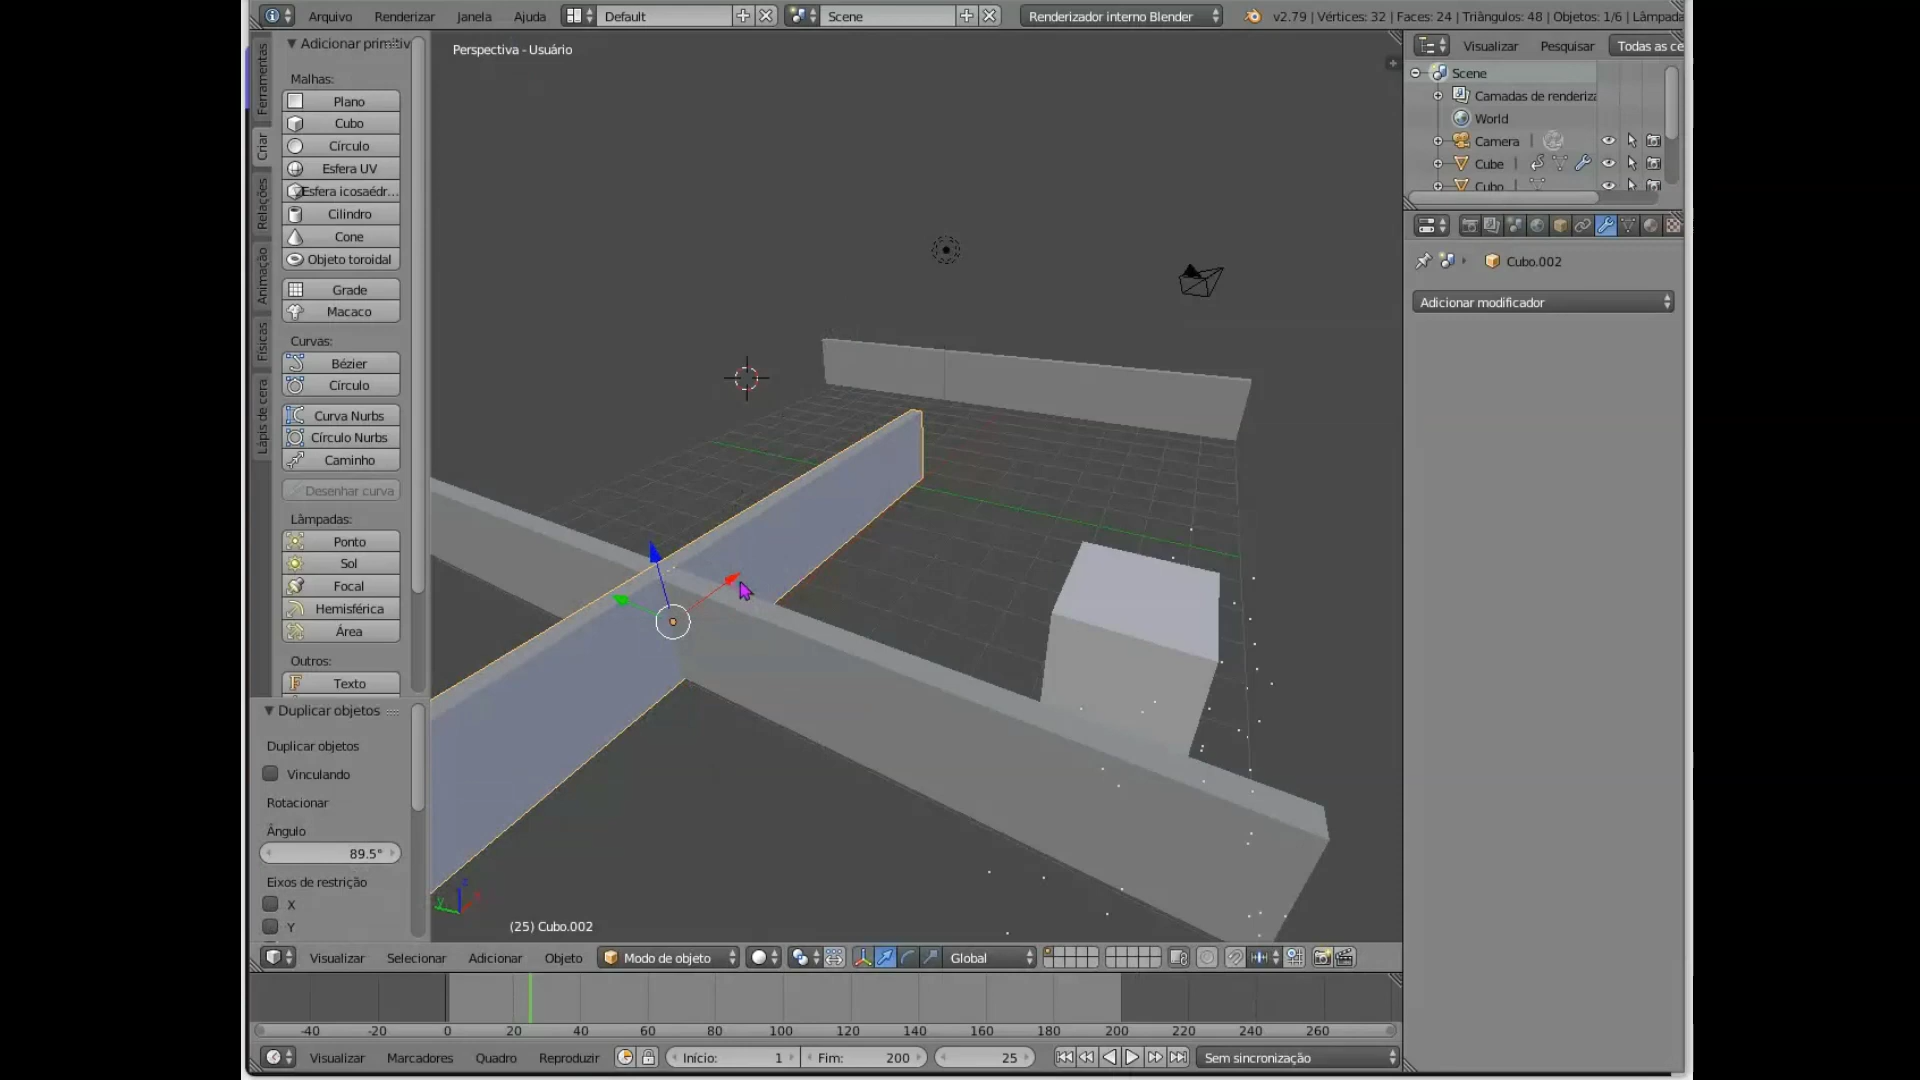 Arquivo Renderizar Janela Ajuda Default Scene Renderizador interno Blender v2.79 | Vértices: 32 | Faces: 24 | Triângulos: 48 | Objetos: 1/6 | Lâmpada
Ferramentas
Criar
Relações
Animação
Físicas
Lápis de cera
Adicionar primitiv
Malhas:
Plano
Cubo
Círculo
Esfera UV
Esfera icosaédr...
Cilindro
Cone
Objeto toroidal
Grade
Macaco
Curvas:
Bézier
Círculo
Curva Nurbs
Círculo Nurbs
Caminho
Desenhar curva
Lâmpadas:
Ponto
Sol
Focal
Hemisférica
Área
Outros:
Texto
Duplicar objetos
Duplicar objetos
Vinculando
Rotacionar
Ângulo
89.5°
Eixos de restrição
X
Y
Perspectiva - Usuário
(25) Cubo.002
Visualizar Pesquisar Todas as ce
Scene
Camadas de renderiza
World
Camera
Cube
Cubo
Cubo.002
Adicionar modificador
Visualizar Selecionar Adicionar Objeto Modo de objeto Global
-40 -20 0 20 40 60 80 100 120 140 160 180 200 220 240 260
Visualizar Marcadores Quadro Reproduzir Início: 1 Fim: 200 25 Sem sincronização